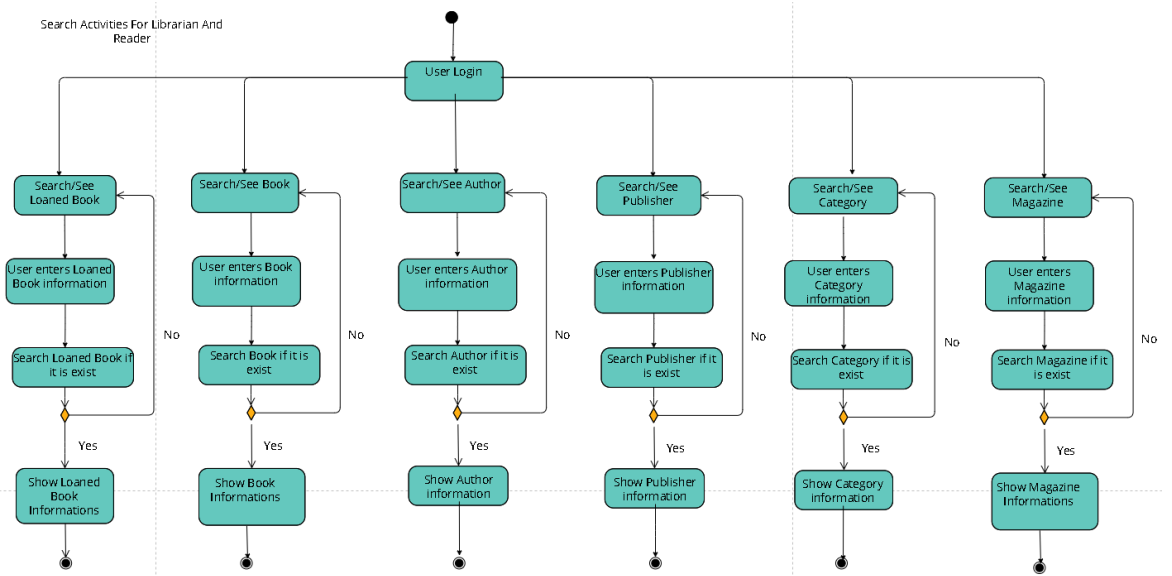 Search Activities For Librarian And
Reader
User Login
Search/See
Loaned Book
Search/See Book
Search/See Author
Search/See
Publisher
Search/See
Category
Search/See
Magazine
User enters Loaned
Book information
User enters Book
information
User enters Author
information
User enters Publisher
information
User enters
Category
information
User enters
Magazine
information
No
No
No
No
No
No
Search Loaned Book if
it is exist
Search Book if it is
exist
Search Author if it is
exist
Search Publisher if it
is exist
Search Category if it is
exist
Search Magazine if it
is exist
Yes
Yes
Yes
Yes
Yes
Yes
Show Loaned
Book
Informations
Show Book
Informations
Show Author
information
Show Publisher
information
Show Category
information
Show Magazine
Informations